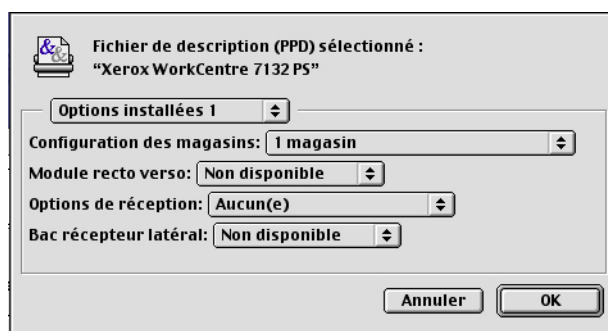 Fichier de description (PPD) sélectionné :
“Xerox WorkCentre 7132 PS”
Options installées 1
Configuration des magasins: 1 magasin
Module recto verso: Non disponible
Options de réception: Aucun(e)
Bac récepteur latéral: Non disponible
Annuler OK